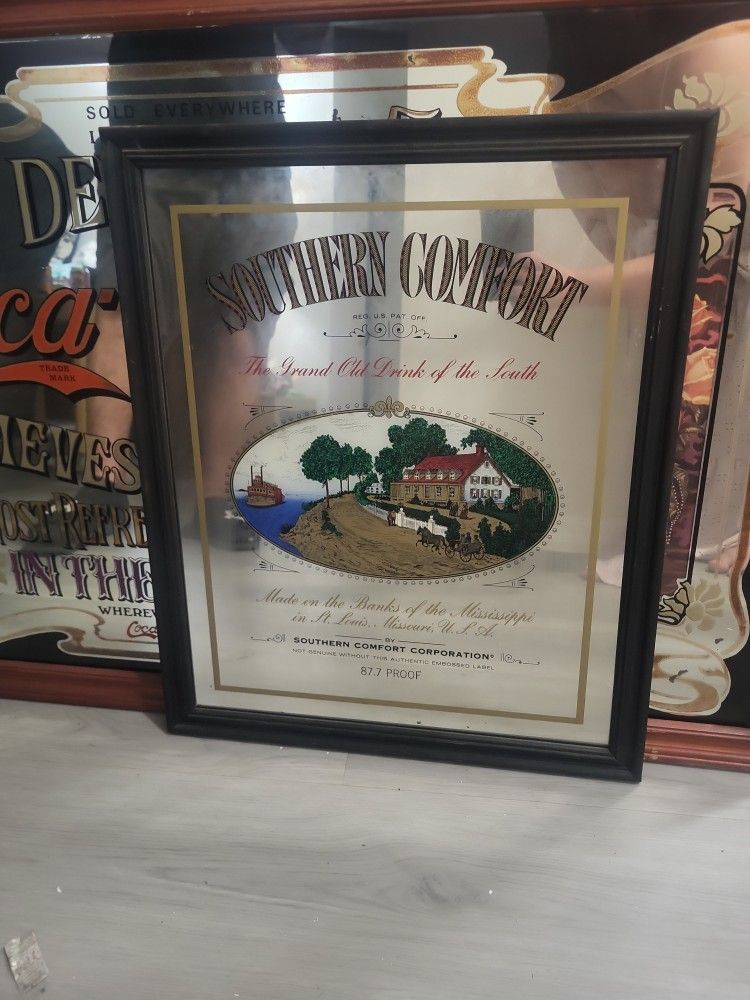 SOLD EVERYWHERE
DE
ca-
TRADE
MARK
IEVES
OST REFRE
IN THE
WHEREV
Coca
SOUTHERN COMFORT
REG. U.S. PAT. OFF.
The Grand Old Drink of the South
Made on the Banks of the Mississippi
in St. Louis, Missouri, U.S.A.
BY
SOUTHERN COMFORT CORPORATION®
NOT GENUINE WITHOUT THIS AUTHENTIC EMBOSSED LABEL
87.7 PROOF